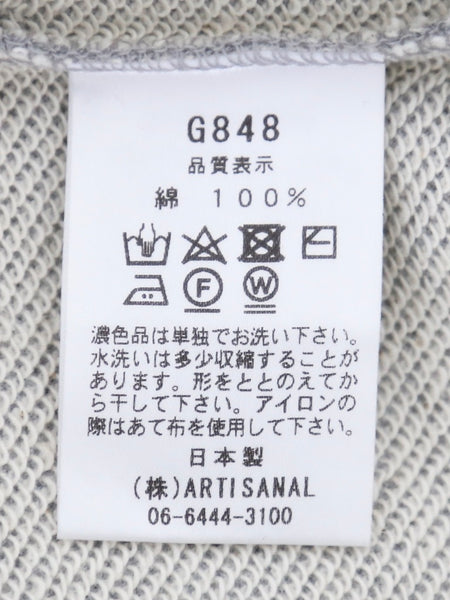 G848
品質表示
綿 100%
F W
濃色品は単独でお洗い下さい。
水洗いは多少収縮することが
あります。形をととのえてか
ら干して下さい。アイロンの
際はあて布を使用して下さい。
日本製
(株)ARTISANAL
06-6444-3100